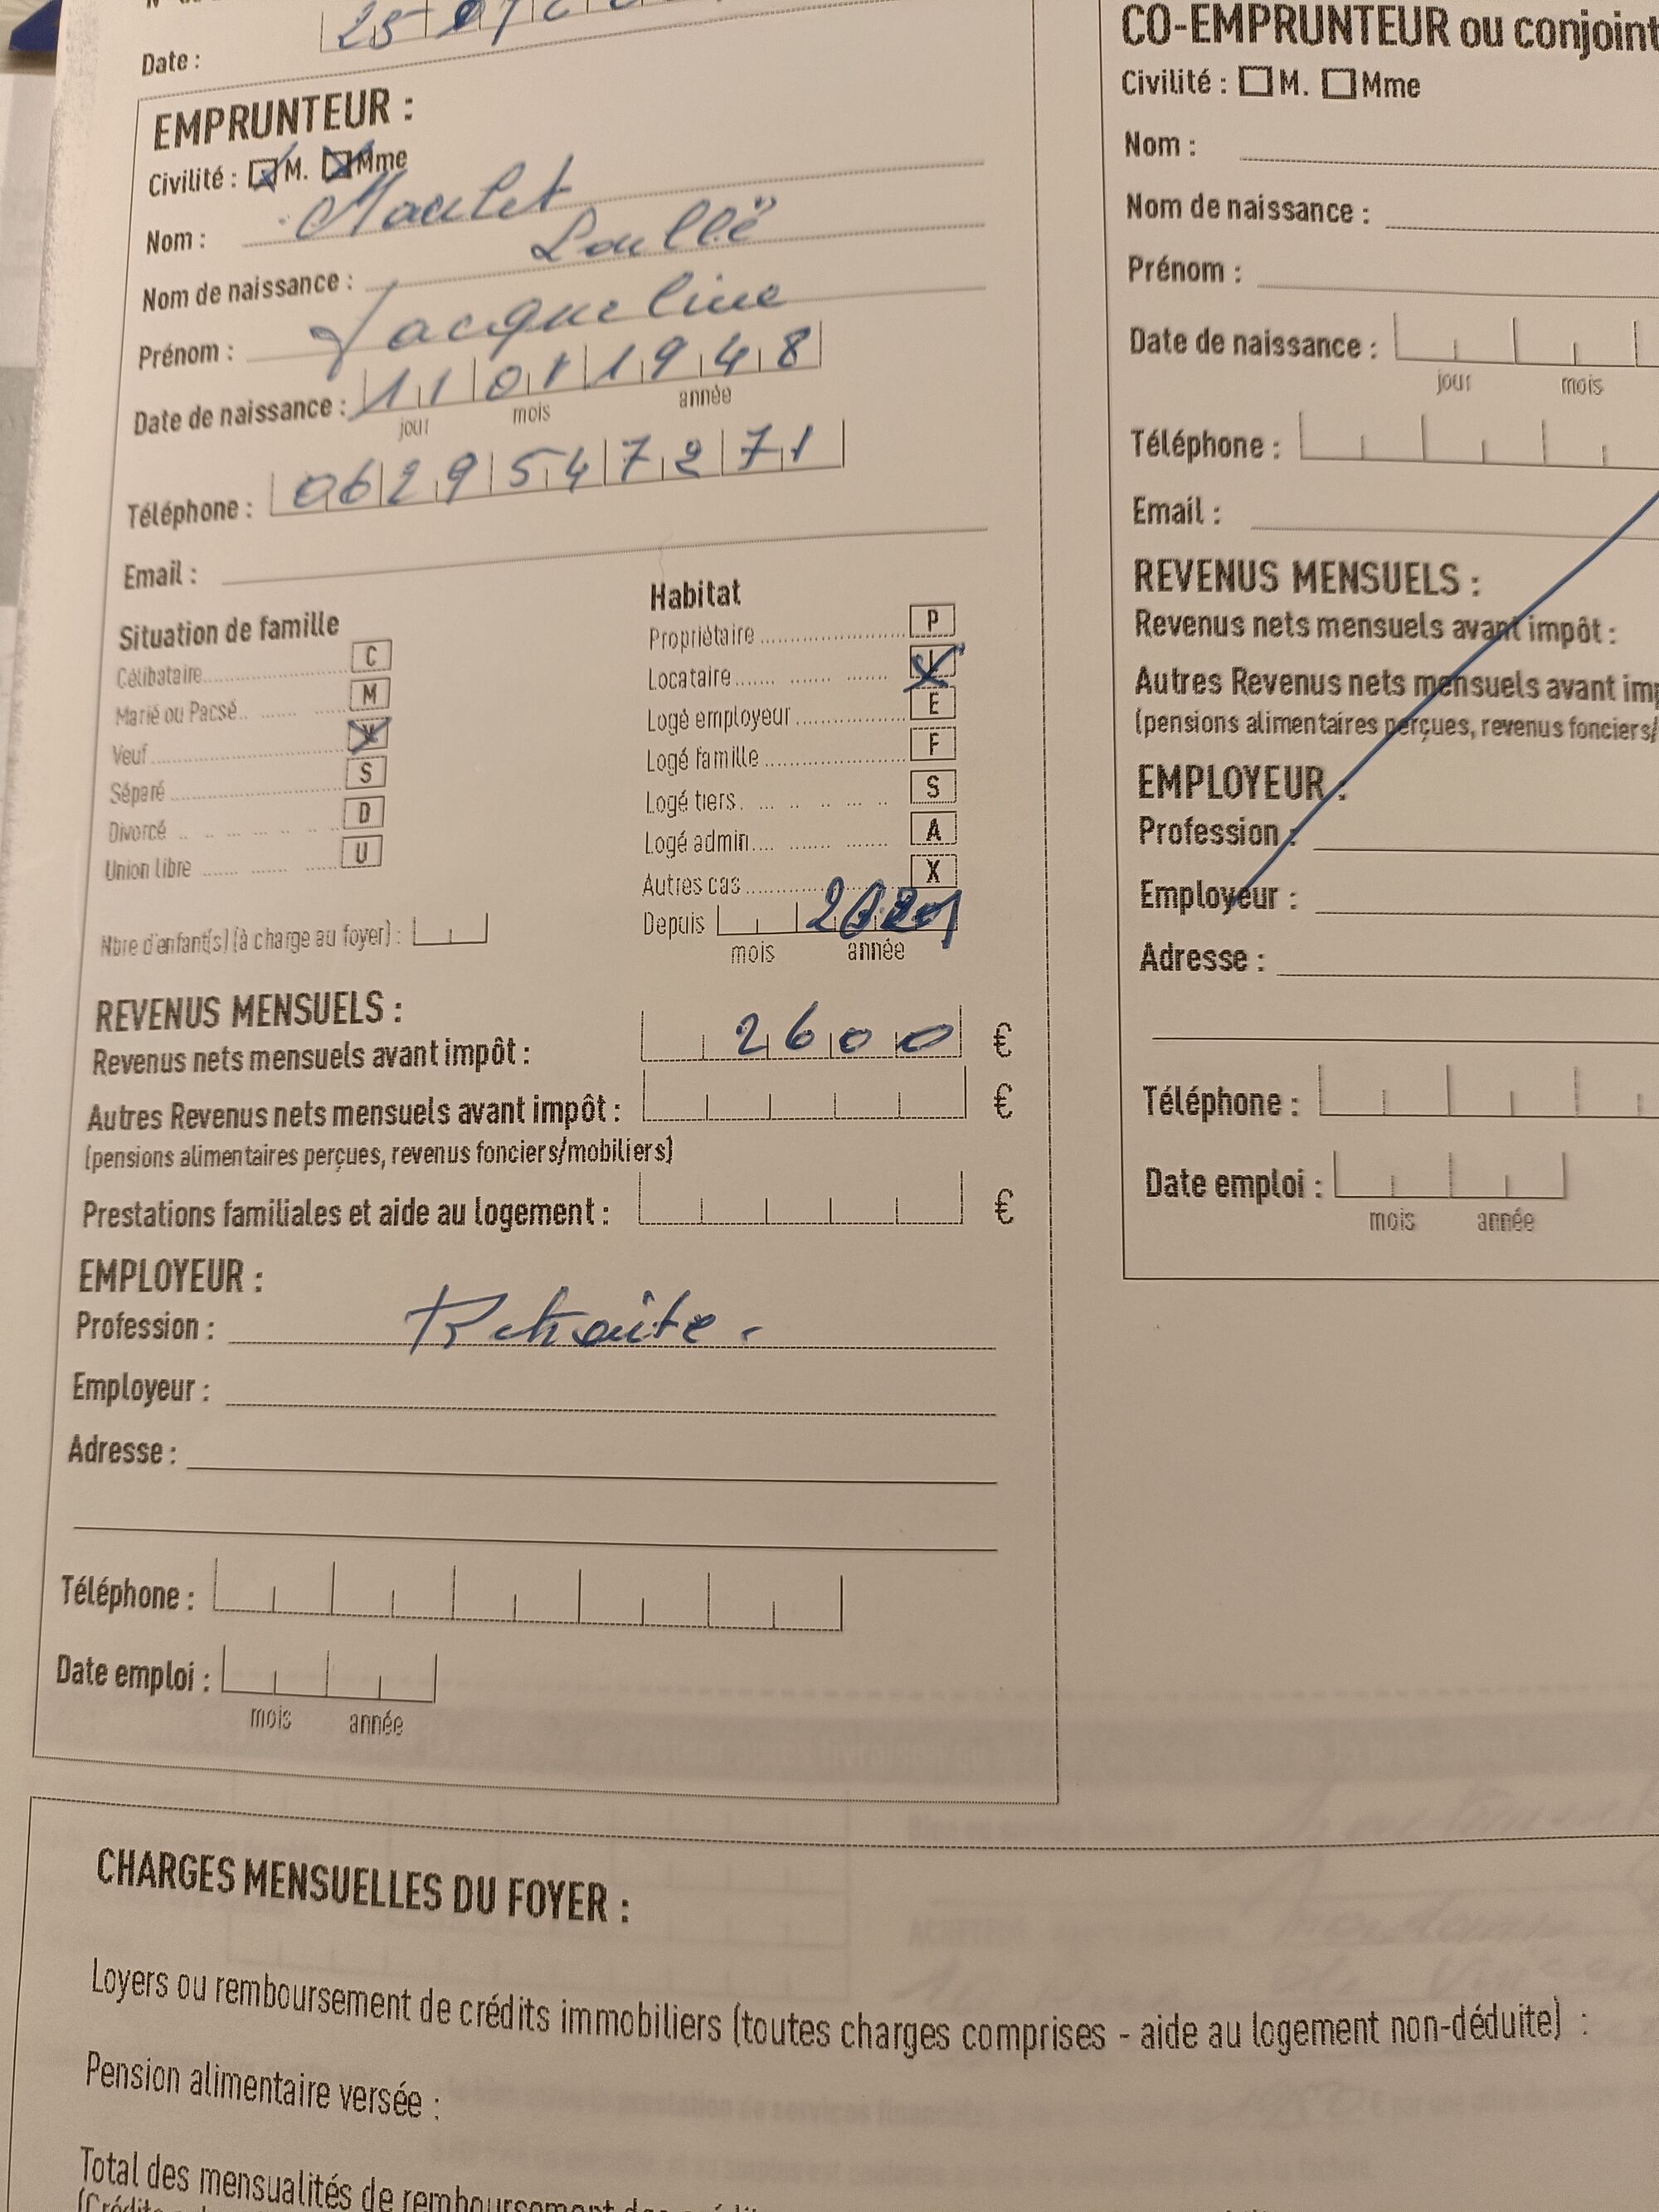 Date : 25
EMPRUNTEUR :
Civilité : M. Mme
Nom : Maulet
Nom de naissance :
Prénom : Jacqueline
Date de naissance : 11 01 1948
jour mois année
Téléphone : 06 29 54 72 71
Email :
Situation de famille
Célibataire C
Marié ou Pacsé M
Veuf
Séparé S
Divorcé D
Union libre U
Nbre d'enfant(s) (à charge au foyer) :
Habitat
Propriétaire P
Locataire
Logé employeur E
Logé famille F
Logé tiers S
Logé admin. A
Autres cas X
Depuis
mois année
REVENUS MENSUELS :
Revenus nets mensuels avant impôt : 2600 €
Autres Revenus nets mensuels avant impôt : €
(pensions alimentaires perçues, revenus fonciers/mobiliers)
Prestations familiales et aide au logement : €
EMPLOYEUR :
Profession : Retraite.
Employeur :
Adresse :
Téléphone :
Date emploi :
mois année
CO-EMPRUNTEUR ou conjoint
Civilité : M. Mme
Nom :
Nom de naissance :
Prénom :
Date de naissance :
jour mois
Téléphone :
Email :
REVENUS MENSUELS :
Revenus nets mensuels avant impôt :
Autres Revenus nets mensuels avant
(pensions alimentaires perçues, revenus fonciers/
EMPLOYEUR :
Profession :
Employeur :
Adresse :
Téléphone :
Date emploi :
mois année
CHARGES MENSUELLES DU FOYER :
Loyers ou remboursement de crédits immobiliers (toutes charges comprises - aide au logement non-déduite) :
Pension alimentaire versée :
Total des mensualités de remboursement